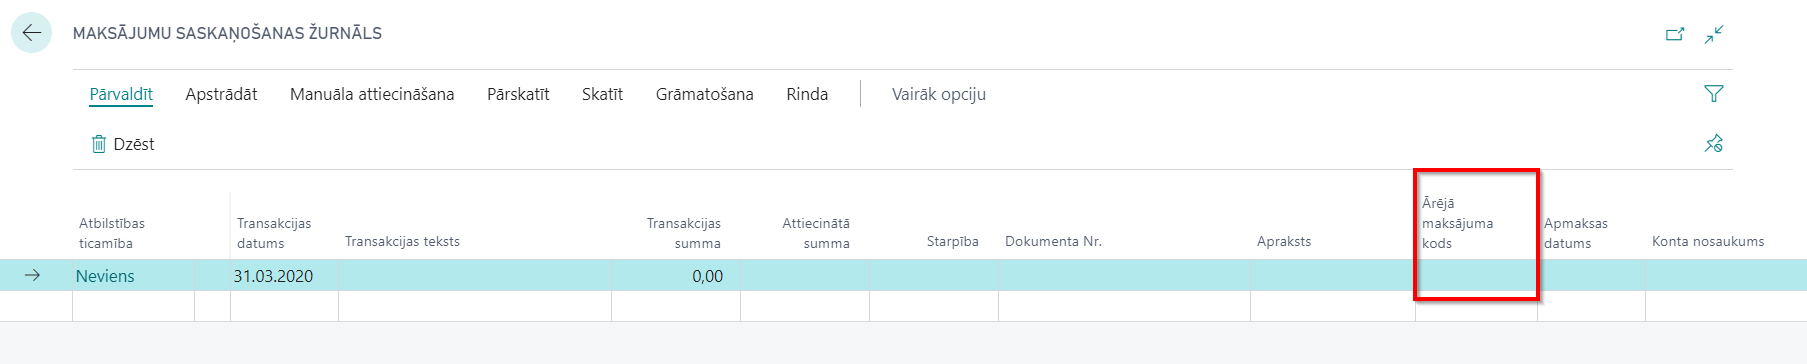 MAKSĀJUMU SASKAŅOŠANAS ŽURNĀLS
Pārvaldīt Apstrādāt Manuāla attiecināšana Pārskatīt Skatīt Grāmatošana Rinda Vairāk opciju
Dzēst
Atbilstības ticamība
Transakcijas datums
Transakcijas teksts
Transakcijas summa
Attiecinātā summa
Starpība
Dokumenta Nr.
Apraksts
Ārējā maksājuma kods
Apmaksas datums
Konta nosaukums
Neviens 31.03.2020 0,00